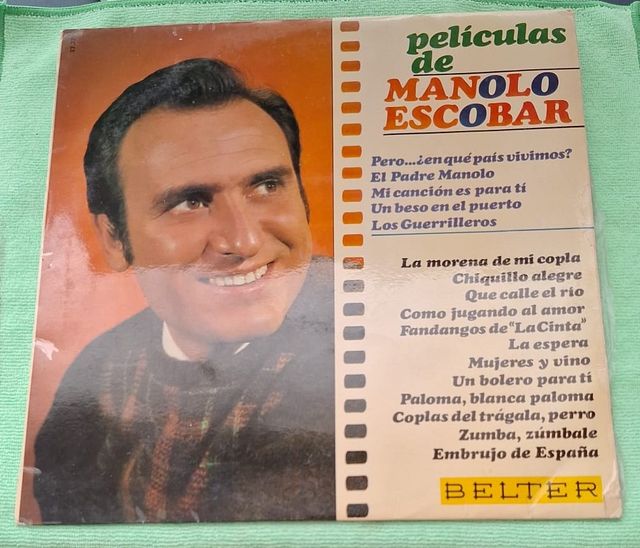 películas
de
MANOLO
ESCOBAR
Pero...¿en qué país vivimos?
El Padre Manolo
Mi canción es para tí
Un beso en el puerto
Los Guerrilleros
La morena de mi copla
Chiquillo alegre
Que calle el río
Como jugando al amor
Fandangos de "La Cinta"
La espera
Mujeres y vino
Un bolero para tí
Paloma, blanca paloma
Coplas del trágala, perro
Zumba, zúmbale
Embrujo de España
BELTER